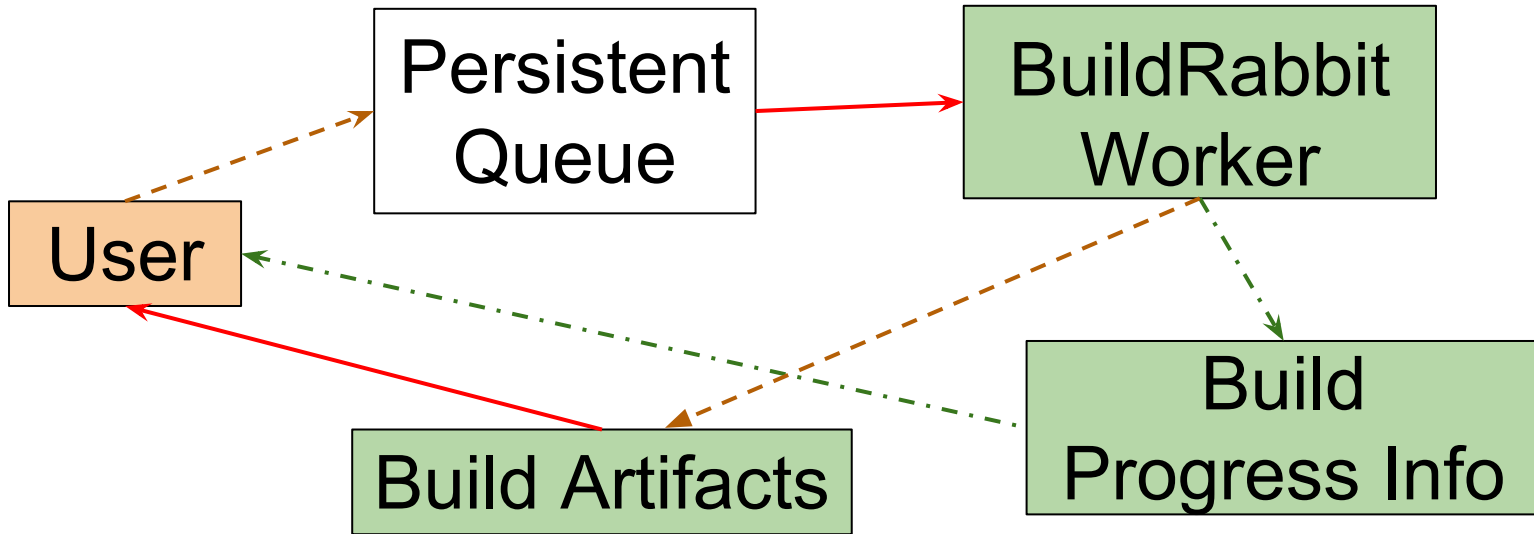 Persistent
Queue
BuildRabbit
Worker
User
Build
Progress Info
Build Artifacts